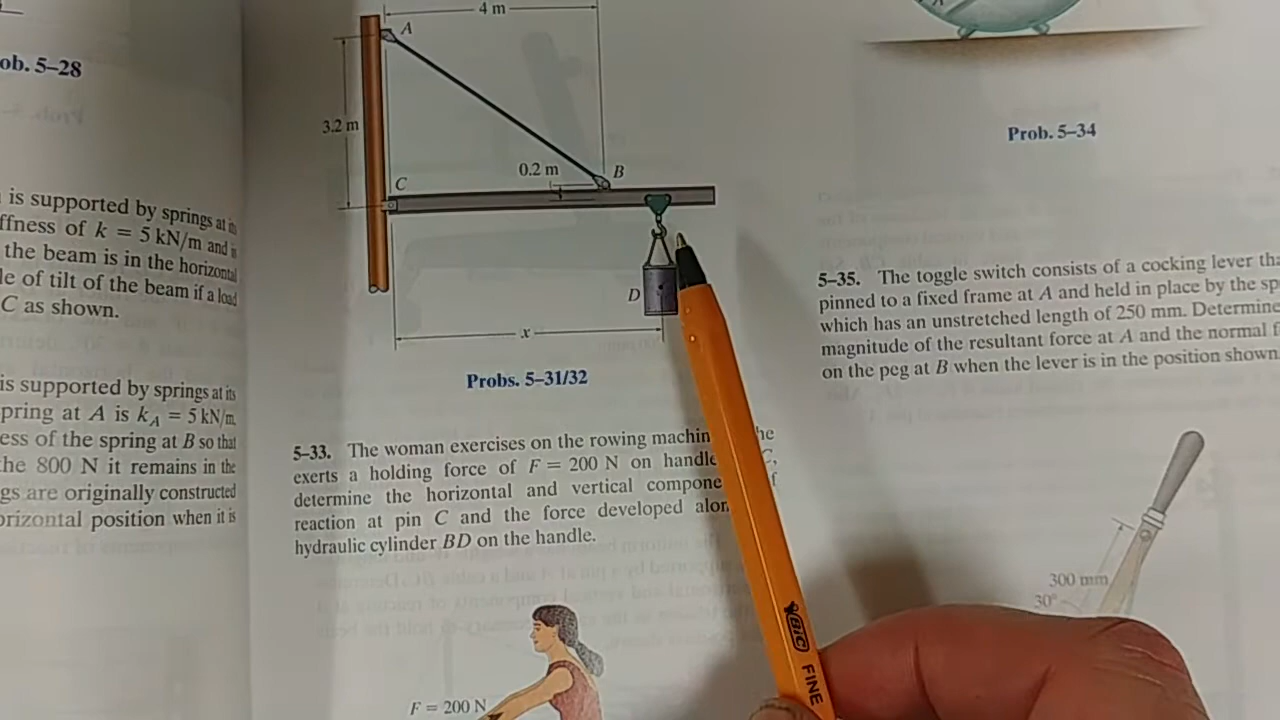 ob. 5–28
is supported by springs at
ffness of k = 5 kN/m and
the beam is in the horizontal
le of tilt of the beam if a load
C as shown.
is supported by springs at its
pring at A is kA = 5 kN/m.
ess of the spring at B so that
the 800 N it remains in the
gs are originally constructed
orizontal position when it is
4 m
A
3.2 m
C
0.2 m
B
D
x
Probs. 5–31/32
5-33. The woman exercises on the rowing machin he
exerts a holding force of F = 200 N on handle C,
determine the horizontal and vertical compone f
reaction at pin C and the force developed alon
hydraulic cylinder BD on the handle.
F = 200 N
A
Prob. 5–34
5–35. The toggle switch consists of a cocking lever tha
pinned to a fixed frame at A and held in place by the sp
which has an unstretched length of 250 mm. Determine
magnitude of the resultant force at A and the normal f
on the peg at B when the lever is in the position shown.
300 mm
30°
BIC FINE